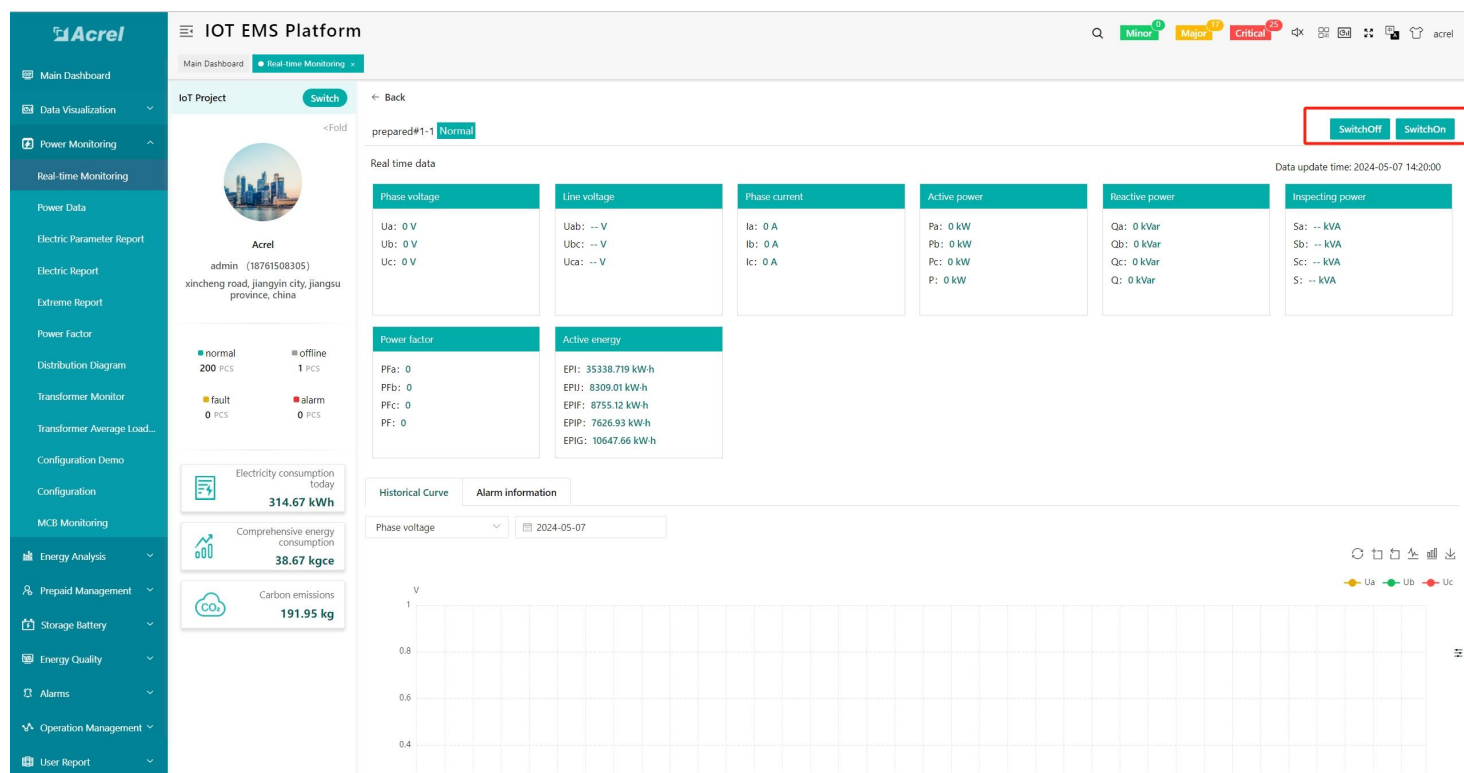 Acrel
IOT EMS Platform
Minor 0
Major 17
Critical 25
acrel
Main Dashboard
Real-time Monitoring ×
Main Dashboard
Data Visualization
Power Monitoring
Real-time Monitoring
Power Data
Electric Parameter Report
Electric Report
Extreme Report
Power Factor
Distribution Diagram
Transformer Monitor
Transformer Average Load...
Configuration Demo
Configuration
MCB Monitoring
Energy Analysis
Prepaid Management
Storage Battery
Energy Quality
Alarms
Operation Management
User Report
IoT Project
Switch
<Fold
Acrel
admin (18761508305)
xincheng road, jiangyin city, jiangsu
province, china
normal
200 PCS
offline
1 PCS
fault
0 PCS
alarm
0 PCS
Electricity consumption
today
314.67 kWh
Comprehensive energy
consumption
38.67 kgce
CO₂
Carbon emissions
191.95 kg
← Back
prepared#1-1 Normal
SwitchOff
SwitchOn
Real time data
Data update time: 2024-05-07 14:20:00
Phase voltage
Ua: 0 V
Ub: 0 V
Uc: 0 V
Line voltage
Uab: -- V
Ubc: -- V
Uca: -- V
Phase current
Ia: 0 A
Ib: 0 A
Ic: 0 A
Active power
Pa: 0 kW
Pb: 0 kW
Pc: 0 kW
P: 0 kW
Reactive power
Qa: 0 kVar
Qb: 0 kVar
Qc: 0 kVar
Q: 0 kVar
Inspecting power
Sa: -- kVA
Sb: -- kVA
Sc: -- kVA
S: -- kVA
Power factor
PFa: 0
PFb: 0
PFc: 0
PF: 0
Active energy
EPI: 35338.719 kW·h
EPIJ: 8309.01 kW·h
EPIF: 8755.12 kW·h
EPIP: 7626.93 kW·h
EPIG: 10647.66 kW·h
Historical Curve
Alarm information
Phase voltage
2024-05-07
Ua
Ub
Uc
V
1
0.8
0.6
0.4